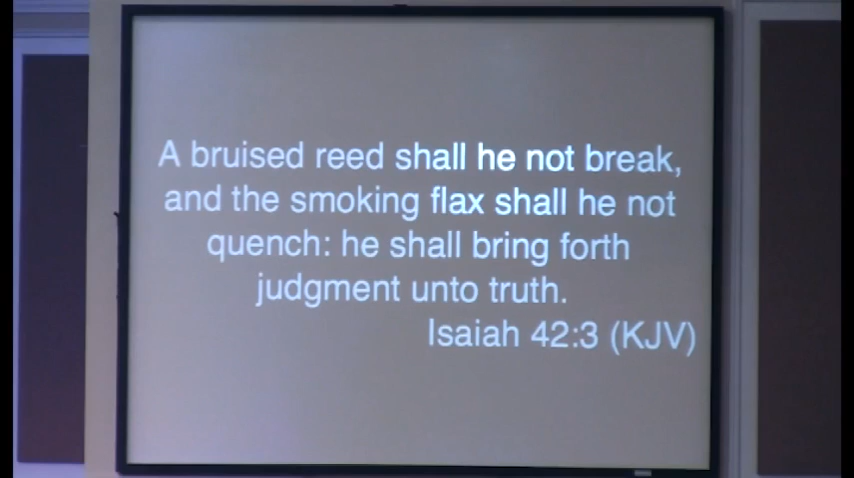 A bruised reed shall he not break,
and the smoking flax shall he not
quench: he shall bring forth
judgment unto truth.
Isaiah 42:3 (KJV)